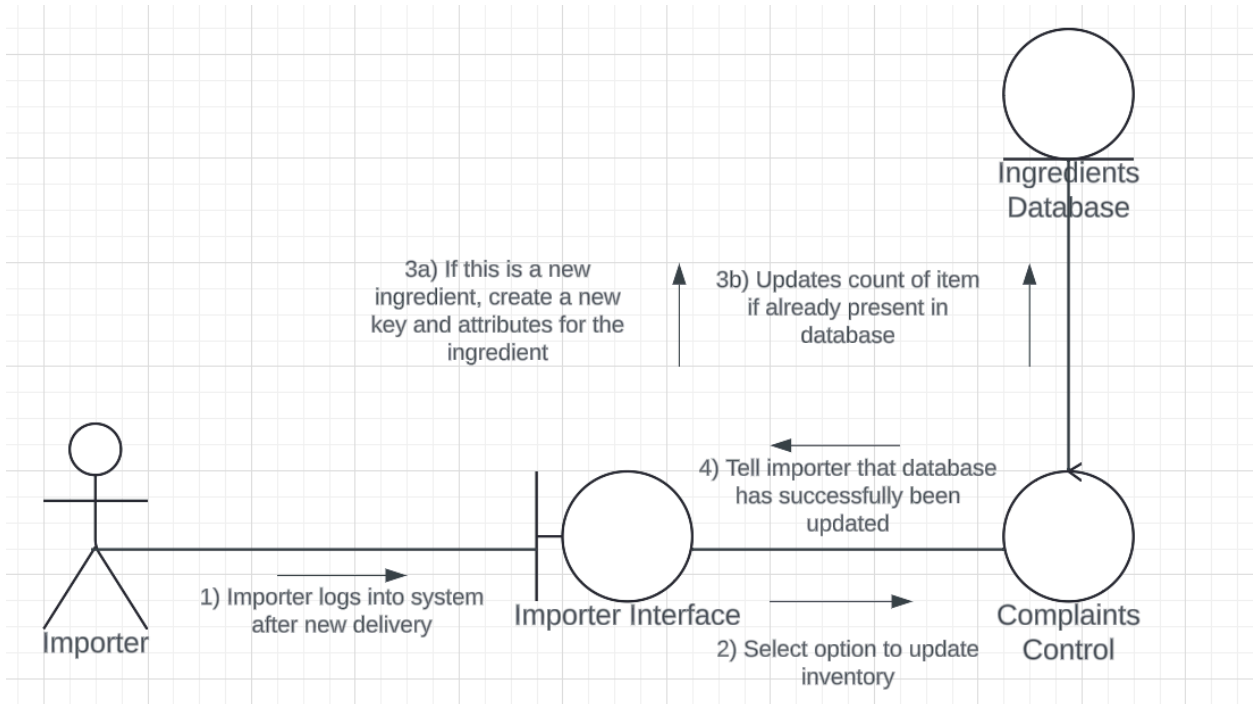 Ingredients
Database
3a) If this is a new
ingredient, create a new
key and attributes for the
ingredient
3b) Updates count of item
if already present in
database
4) Tell importer that database
has successfully been
updated
1) Importer logs into system
after new delivery
Importer
Importer Interface
2) Select option to update
inventory
Complaints
Control